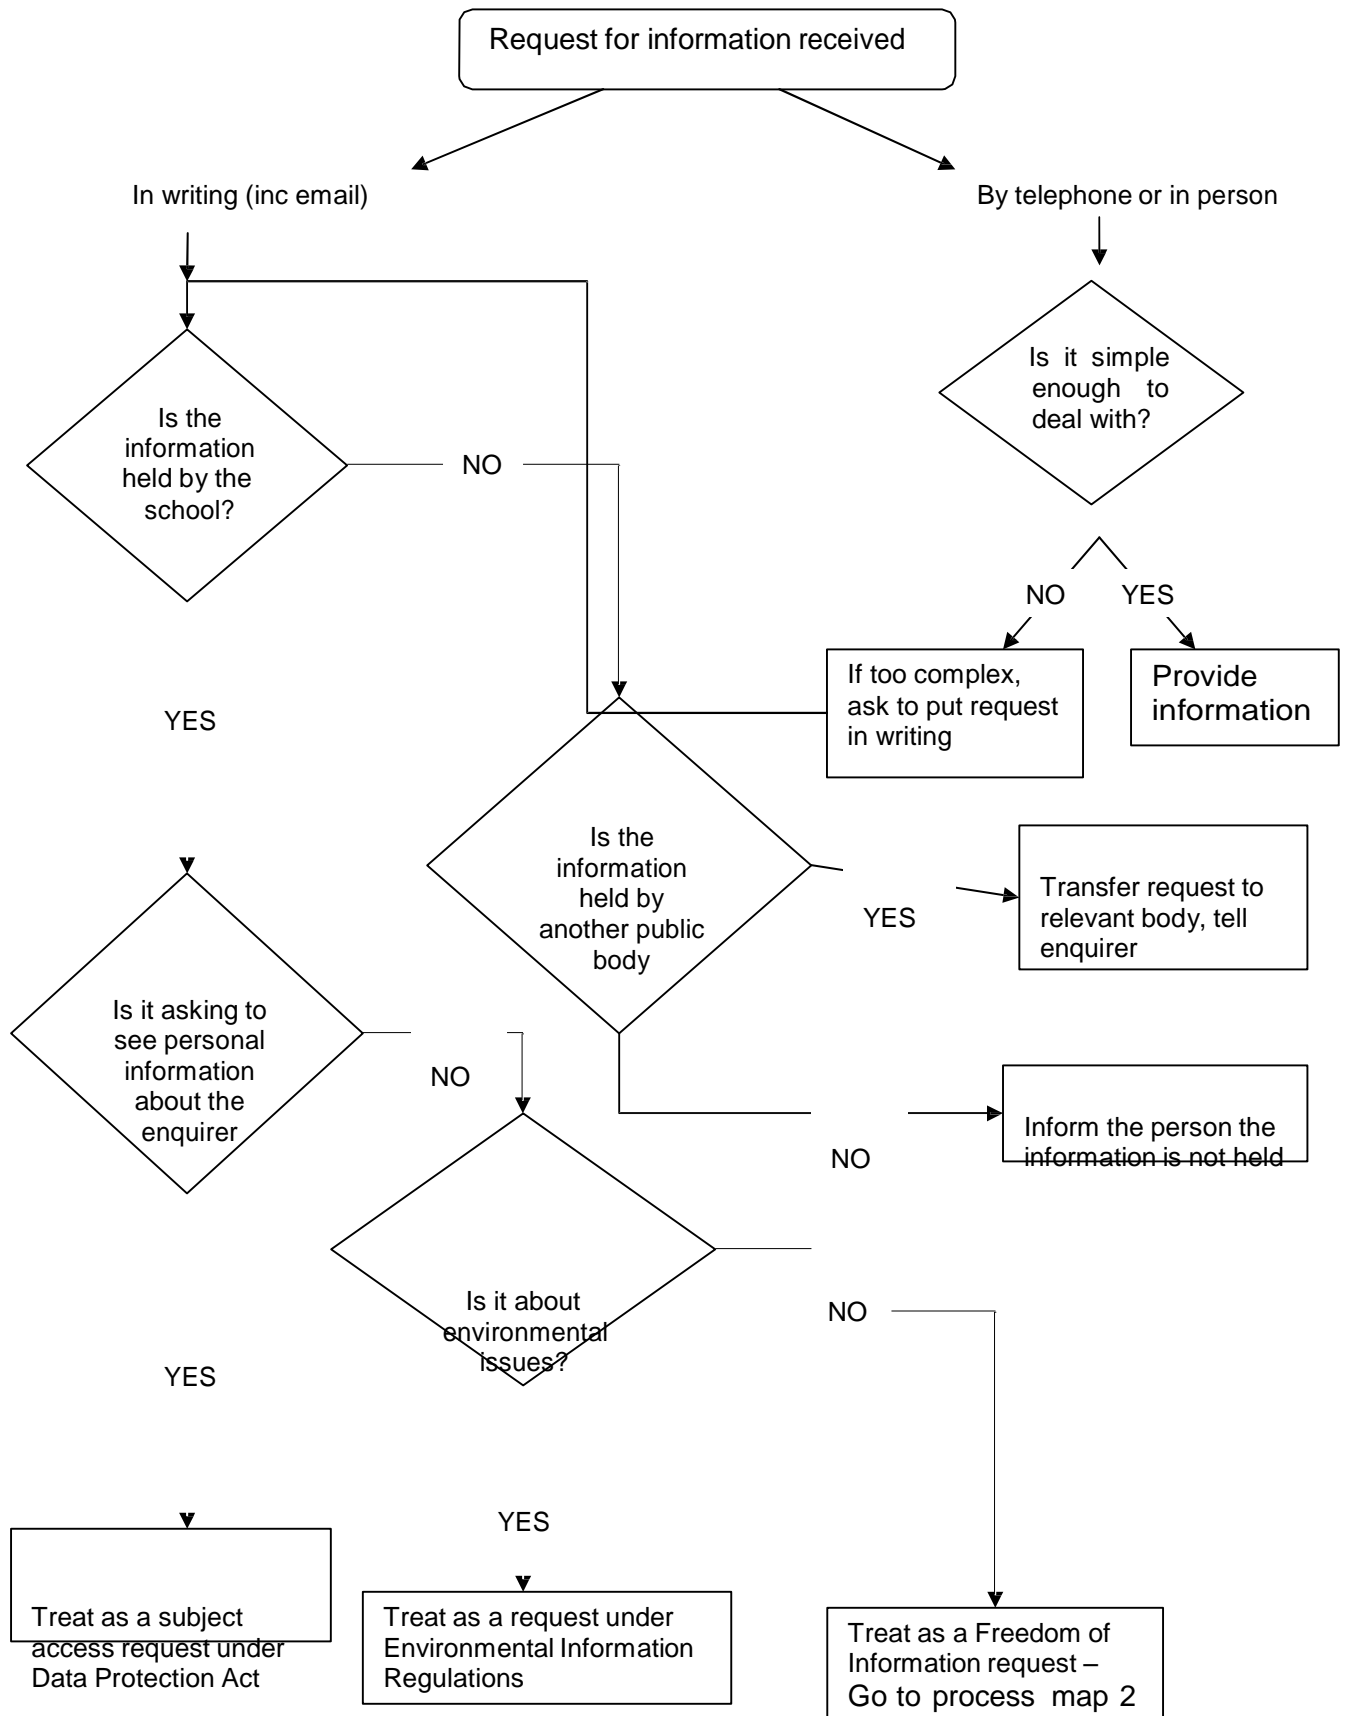 Request for information received
In writing (inc email)
By telephone or in person
Is it simple
enough to
deal with?
Is the
information
held by the
school?
NO
NO
YES
If too complex,
ask to put request
in writing
Provide
information
YES
Is the
information
held by
another public
body
YES
Transfer request to
relevant body, tell
enquirer
Is it asking to
see personal
information
about the
enquirer
NO
NO
Inform the person the
information is not held
Is it about
environmental
issues?
NO
YES
YES
Treat as a subject
access request under
Data Protection Act
Treat as a request under
Environmental Information
Regulations
Treat as a Freedom of
Information request –
Go to process map 2